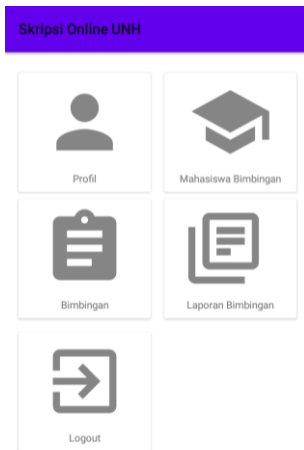 Skripsi Online UNH
Profil
Mahasiswa Bimbingan
Bimbingan
Laporan Bimbingan
Logout